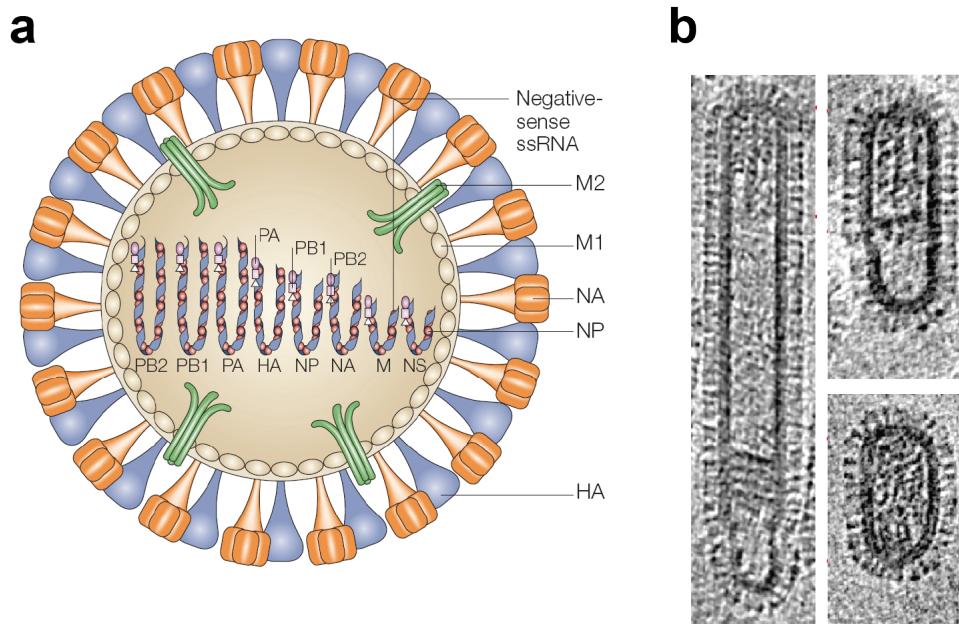 a
b
Negative-
sense
ssRNA
M2
M1
NA
NP
HA
PA
PB1
PB2
PB2 PB1 PA HA NP NA M NS